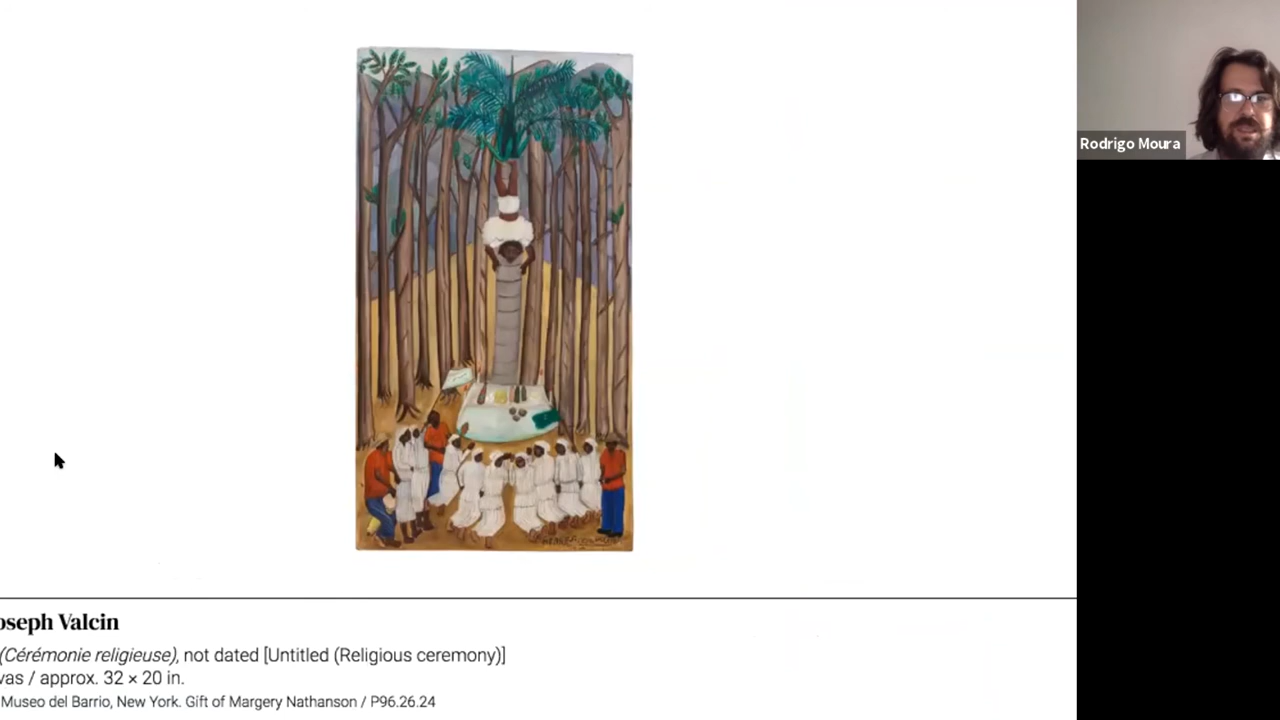 Rodrigo Moura
oseph Valcin
(Cérémonie religieuse), not dated [Untitled (Religious ceremony)]
vas / approx. 32 × 20 in.
Museo del Barrio, New York. Gift of Margery Nathanson / P96.26.24